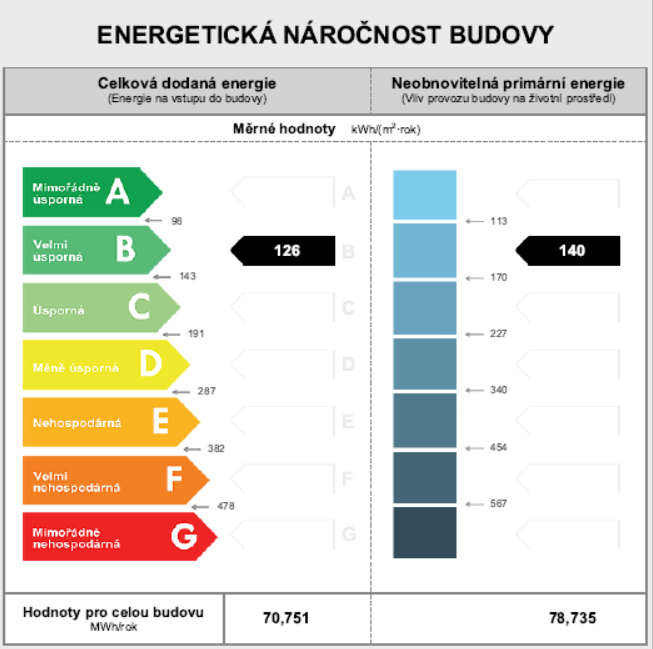 ENERGETICKÁ NÁROČNOST BUDOVY
Celková dodaná energie
(Energie na vstupu do budovy)
Neobnovitelná primární energie
(Vliv provozu budovy na životní prostředí)
Měrné hodnoty kWh/(m²·rok)
Mimořádně úsporná A
96
A
113
Velmi úsporná B
143
126
B
170
140
Úsporná C
191
C
227
Méně úsporná D
287
D
340
Nehospodárná E
382
E
454
Velmi nehospodárná F
478
F
567
Mimořádně nehospodárná G
G
Hodnoty pro celou budovu
MWh/rok
70,751
78,735